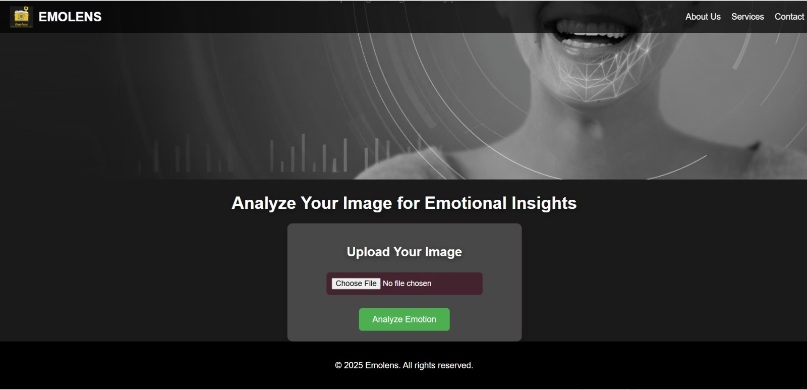 EMOLENS
About Us Services Contact
Analyze Your Image for Emotional Insights
Upload Your Image
Choose File No file chosen
Analyze Emotion
© 2025 Emolens. All rights reserved.